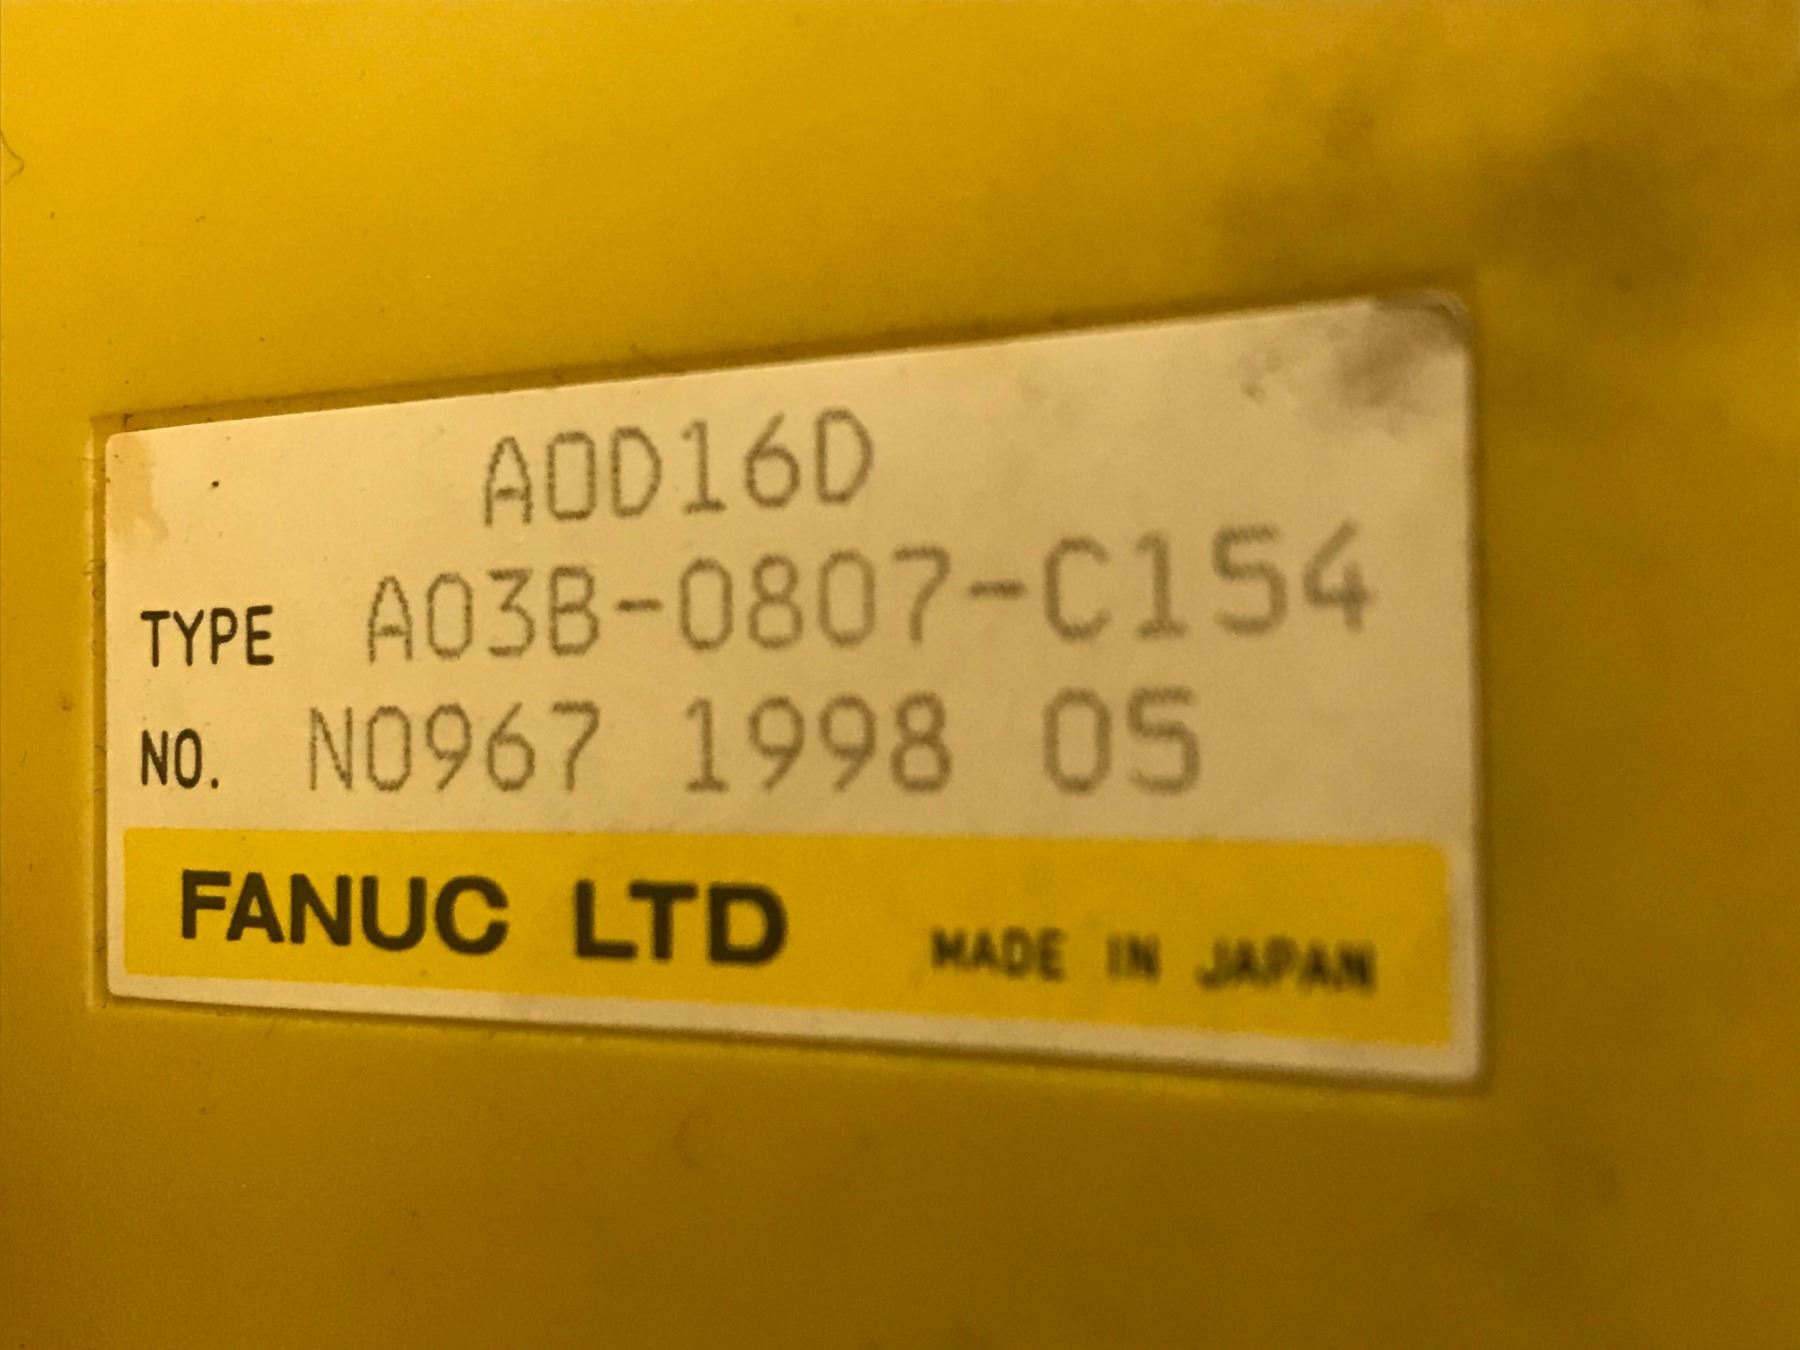 AOD16D
TYPE A03B-0807-C154
NO. N0967 1998 05
FANUC LTD MADE IN JAPAN